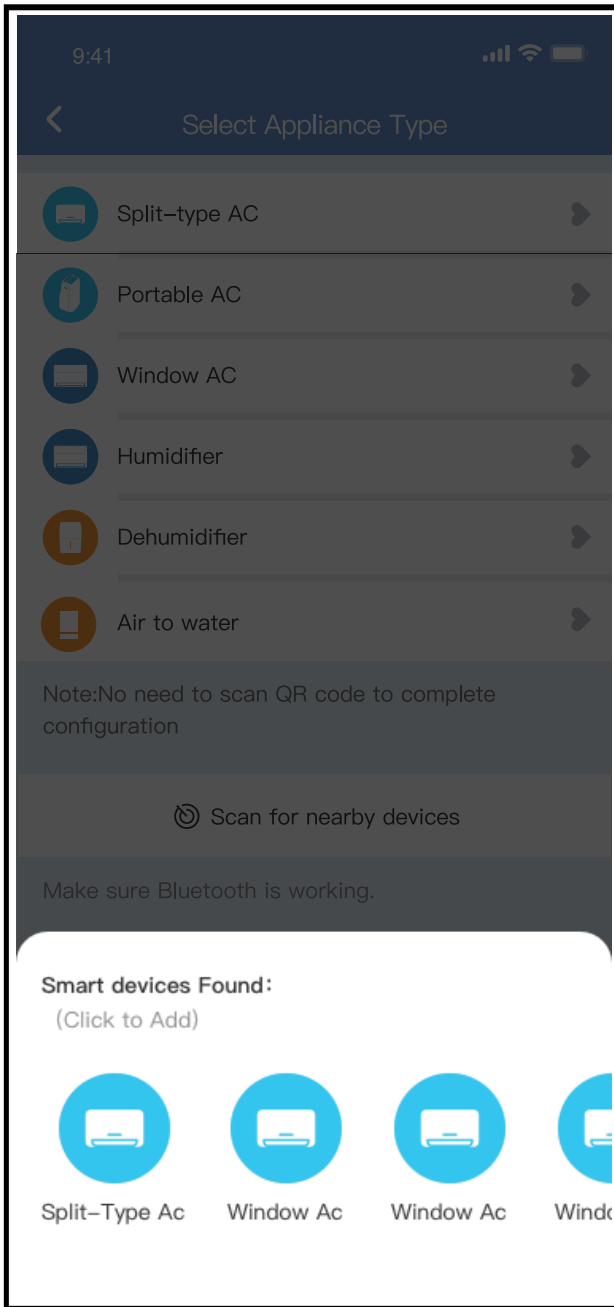 9:41
Select Appliance Type
Split-type AC
Portable AC
Window AC
Humidifier
Dehumidifier
Air to water
Note:No need to scan QR code to complete
configuration
Scan for nearby devices
Make sure Bluetooth is working.
Smart devices Found:
(Click to Add)
Split-Type Ac Window Ac Window Ac